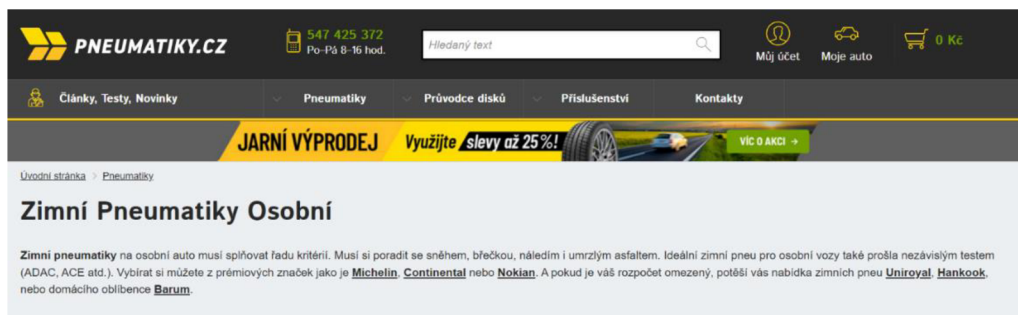 PNEUMATIKY.CZ
547 425 372
Po–Pá 8–16 hod.
Hledaný text
Můj účet
Moje auto
0 Kč
Články, Testy, Novinky
Pneumatiky
Průvodce disků
Příslušenství
Kontakty
JARNÍ VÝPRODEJ Využijte slevy až 25%! VÍC O AKCI →
Úvodní stránka > Pneumatiky
Zimní Pneumatiky Osobní
Zimní pneumatiky na osobní auto musí splňovat řadu kritérií. Musí si poradit se sněhem, břečkou, náledím i umrzlým asfaltem. Ideální zimní pneu pro osobní vozy také prošla nezávislým testem
(ADAC, ACE atd.). Vybírat si můžete z prémiových značek jako je Michelin, Continental nebo Nokian. A pokud je váš rozpočet omezený, potěší vás nabídka zimních pneu Uniroyal, Hankook,
nebo domácího oblíbence Barum.